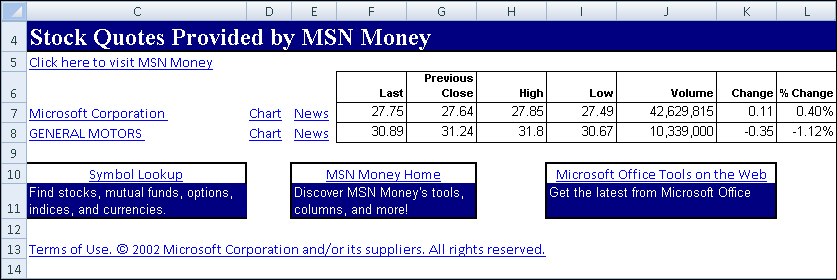 C D E F G H I J K L
4 Stock Quotes Provided by MSN Money
5 Click here to visit MSN Money
6 Last Previous Close High Low Volume Change % Change
7 Microsoft Corporation Chart News 27.75 27.64 27.85 27.49 42,629,815 0.11 0.40%
8 GENERAL MOTORS Chart News 30.89 31.24 31.8 30.67 10,339,000 -0.35 -1.12%
9
10 Symbol Lookup MSN Money Home Microsoft Office Tools on the Web
Find stocks, mutual funds, options, Discover MSN Money's tools, Get the latest from Microsoft Office
11 indices, and currencies. columns, and more!
12
13 Terms of Use. © 2002 Microsoft Corporation and/or its suppliers. All rights reserved.
14